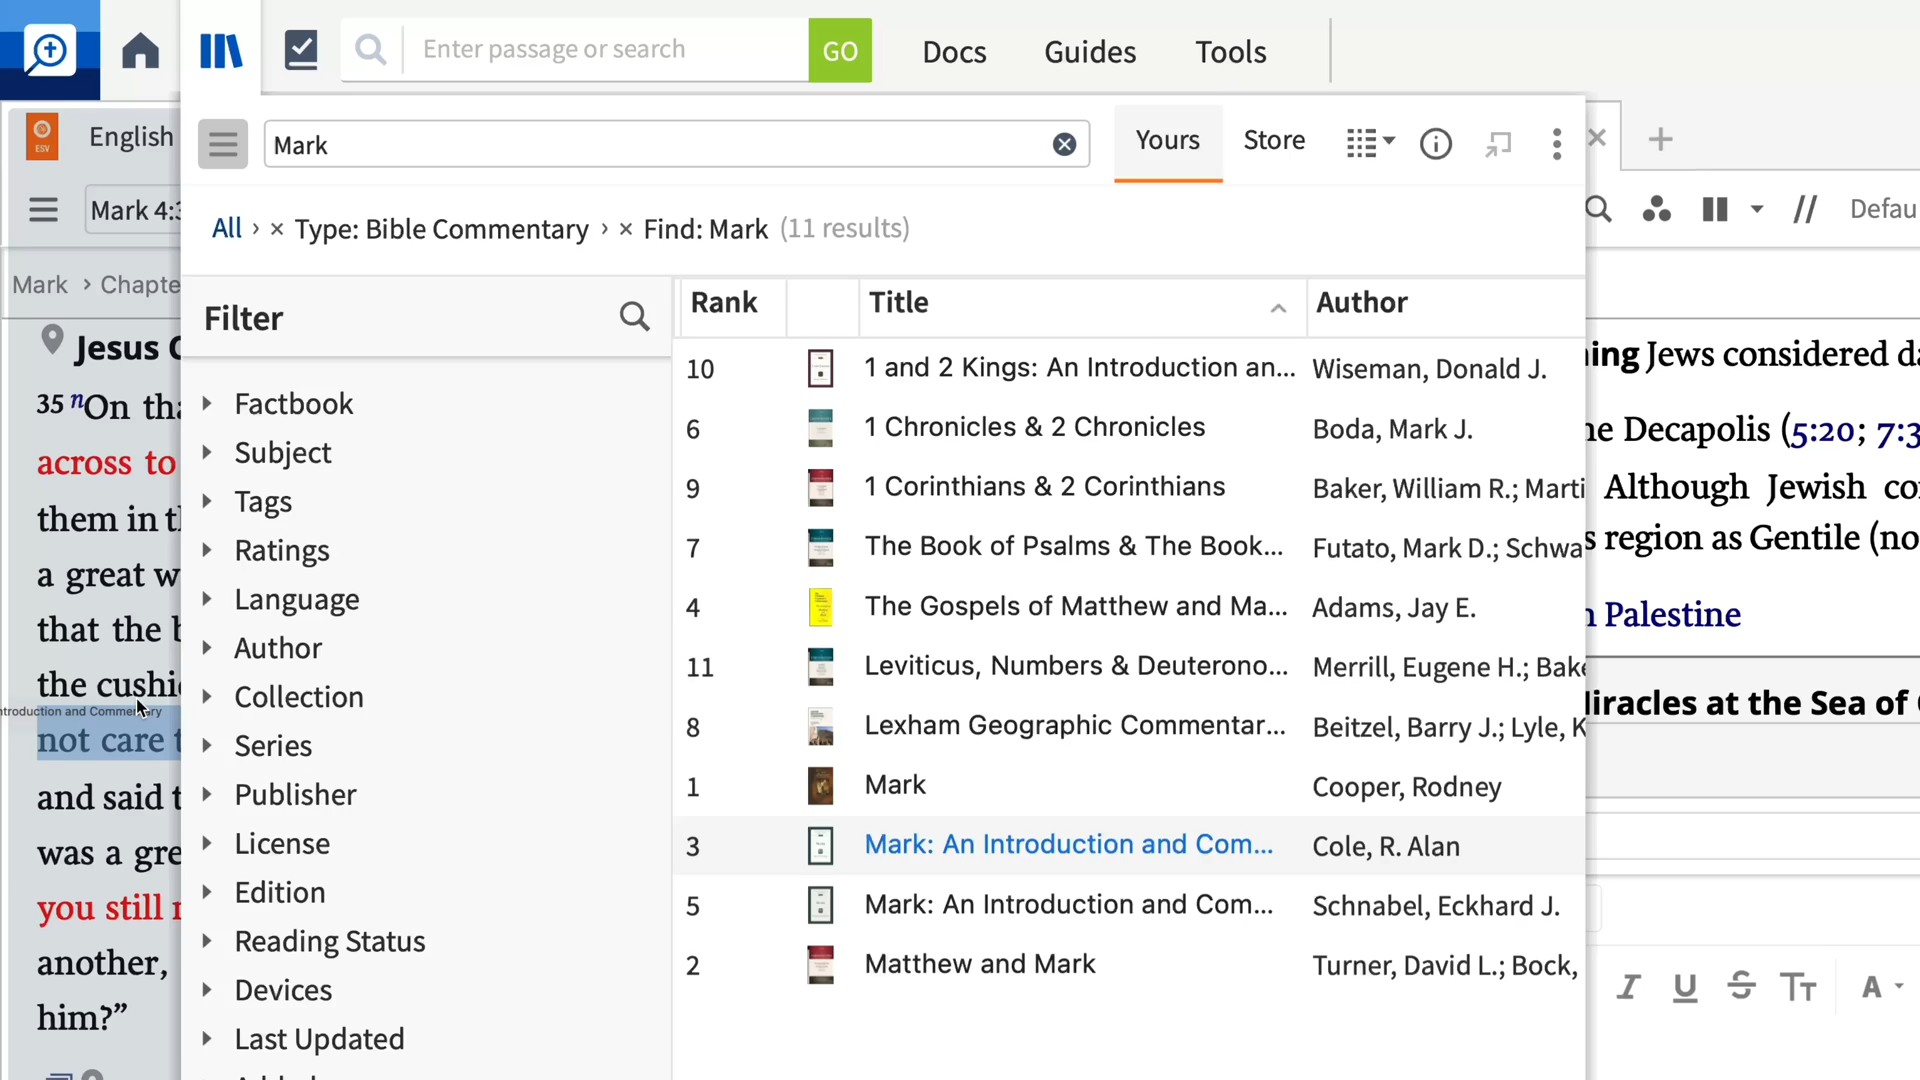 Enter passage or search
GO
Docs
Guides
Tools
ESV
English
Mark
Yours
Store
Mark 4:3
Defau
All › × Type: Bible Commentary › × Find: Mark (11 results)
Mark › Chapte
Filter
Factbook
Subject
Tags
Ratings
Language
Author
Collection
Series
Publisher
License
Edition
Reading Status
Devices
Last Updated
Rank Title Author
10 1 and 2 Kings: An Introduction an... Wiseman, Donald J.
6 1 Chronicles & 2 Chronicles Boda, Mark J.
9 1 Corinthians & 2 Corinthians Baker, William R.; Marti
7 The Book of Psalms & The Book... Futato, Mark D.; Schwa
4 The Gospels of Matthew and Ma... Adams, Jay E.
11 Leviticus, Numbers & Deuterono... Merrill, Eugene H.; Bake
8 Lexham Geographic Commentar... Beitzel, Barry J.; Lyle, K
1 Mark Cooper, Rodney
3 Mark: An Introduction and Com... Cole, R. Alan
5 Mark: An Introduction and Com... Schnabel, Eckhard J.
2 Matthew and Mark Turner, David L.; Bock,
Jesus C
35 n On tha
across to
them in t
a great w
that the b
the cushi
ntroduction and Commentary
not care t
and said t
was a gre
you still n
another,
him?”
ing Jews considered da
he Decapolis (5:20; 7:3
Although Jewish co
s region as Gentile (no
n Palestine
Miracles at the Sea of
I U S TT A